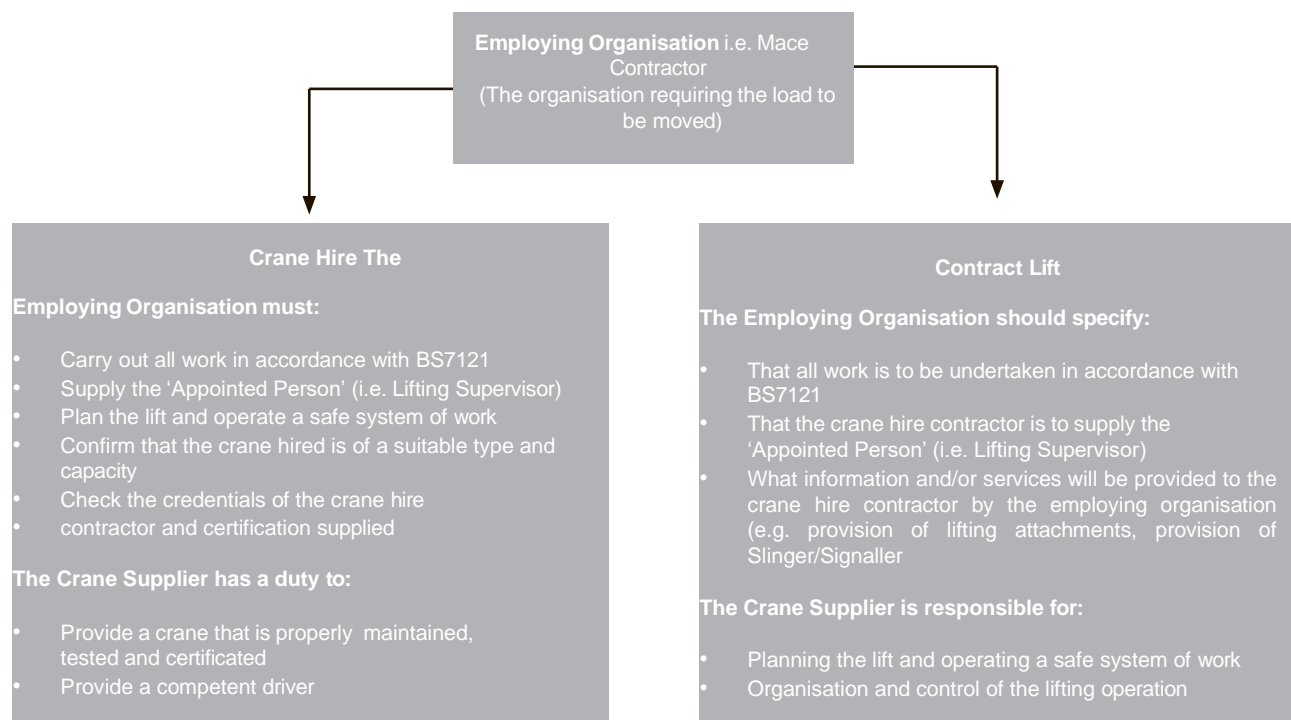 Employing Organisation i.e. Mace
Contractor
(The organisation requiring the load to
be moved)
Crane Hire The
Employing Organisation must:
• Carry out all work in accordance with BS7121
• Supply the ‘Appointed Person’ (i.e. Lifting Supervisor)
• Plan the lift and operate a safe system of work
• Confirm that the crane hired is of a suitable type and
capacity
• Check the credentials of the crane hire
• contractor and certification supplied
The Crane Supplier has a duty to:
• Provide a crane that is properly maintained,
tested and certificated
• Provide a competent driver
Contract Lift
The Employing Organisation should specify:
• That all work is to be undertaken in accordance with
BS7121
• That the crane hire contractor is to supply the
‘Appointed Person’ (i.e. Lifting Supervisor)
• What information and/or services will be provided to the
crane hire contractor by the employing organisation
(e.g. provision of lifting attachments, provision of
Slinger/Signaller
The Crane Supplier is responsible for:
• Planning the lift and operating a safe system of work
• Organisation and control of the lifting operation